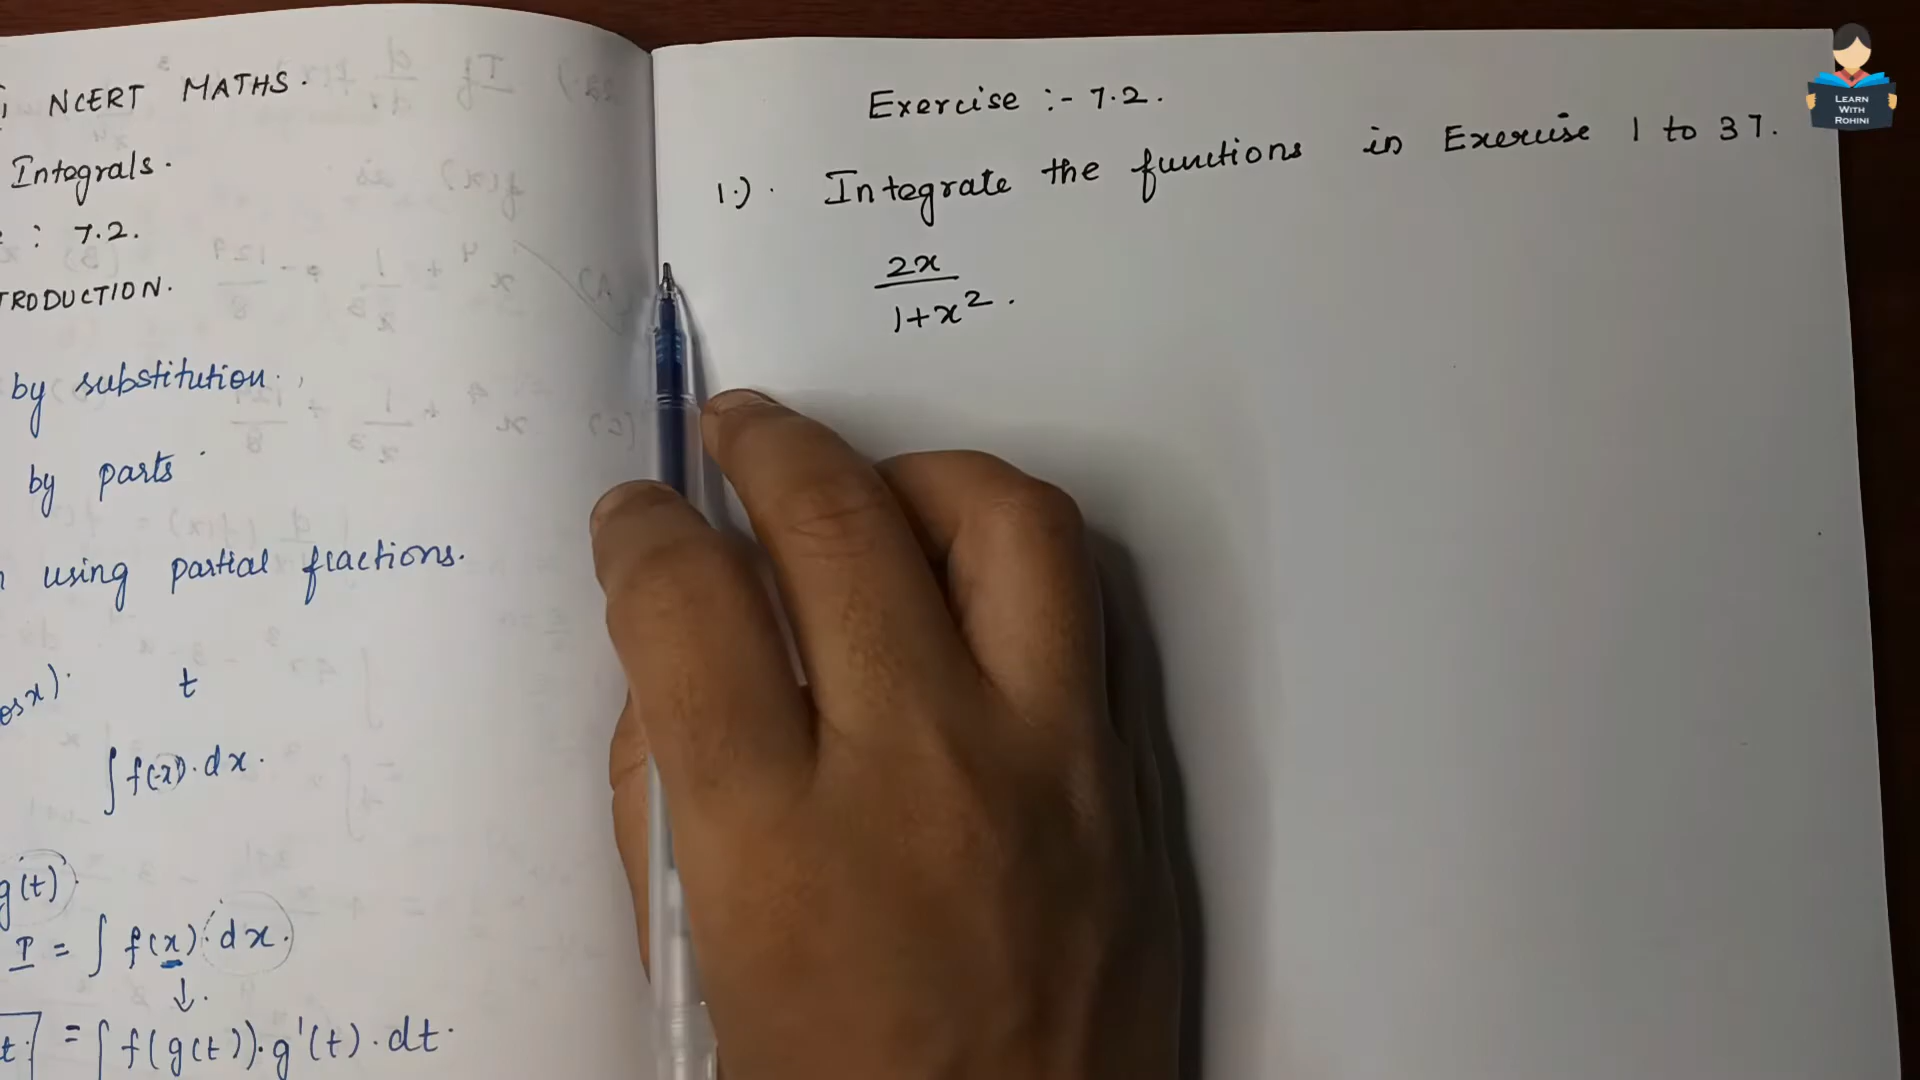 NCERT MATHS.
Integrals.
: 7.2.
TRODUCTION.
by substitution.
by parts
using partial fractions.
osx). t
∫f(x).dx.
g(t)
I = ∫ f(x).dx.
↓.
t. = ∫ f(g(t)).g'(t).dt.
Exercise :- 7.2.
1.). Integrate the functions in Exercise 1 to 37.
2x
1+x².
LEARN
WITH
ROHINI